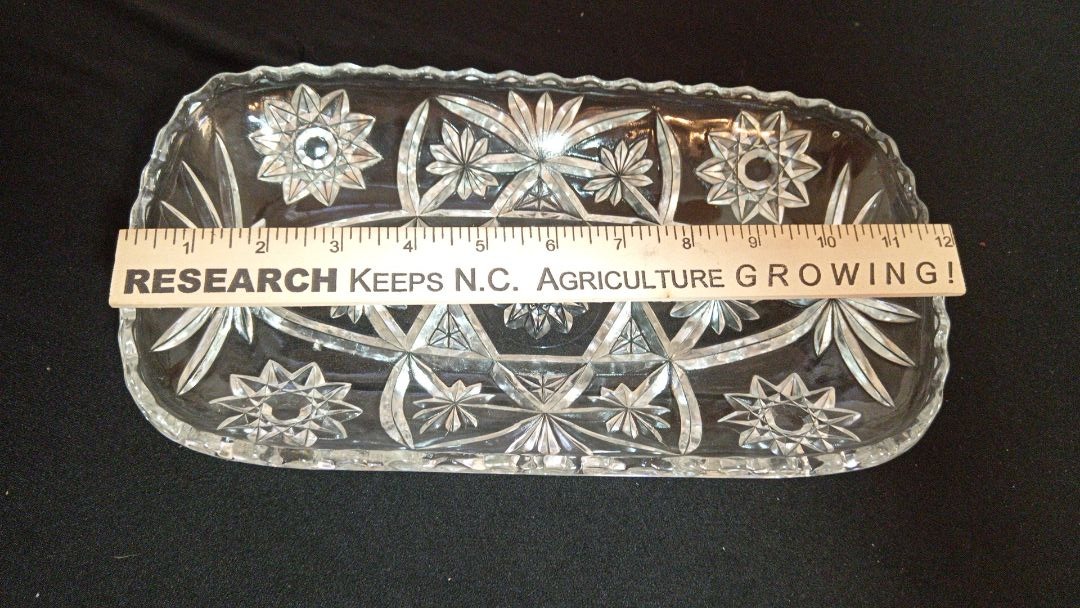 1 2 3 4 5 6 7 8 9 10 11 12
RESEARCH KEEPS N.C. AGRICULTURE GROWING!